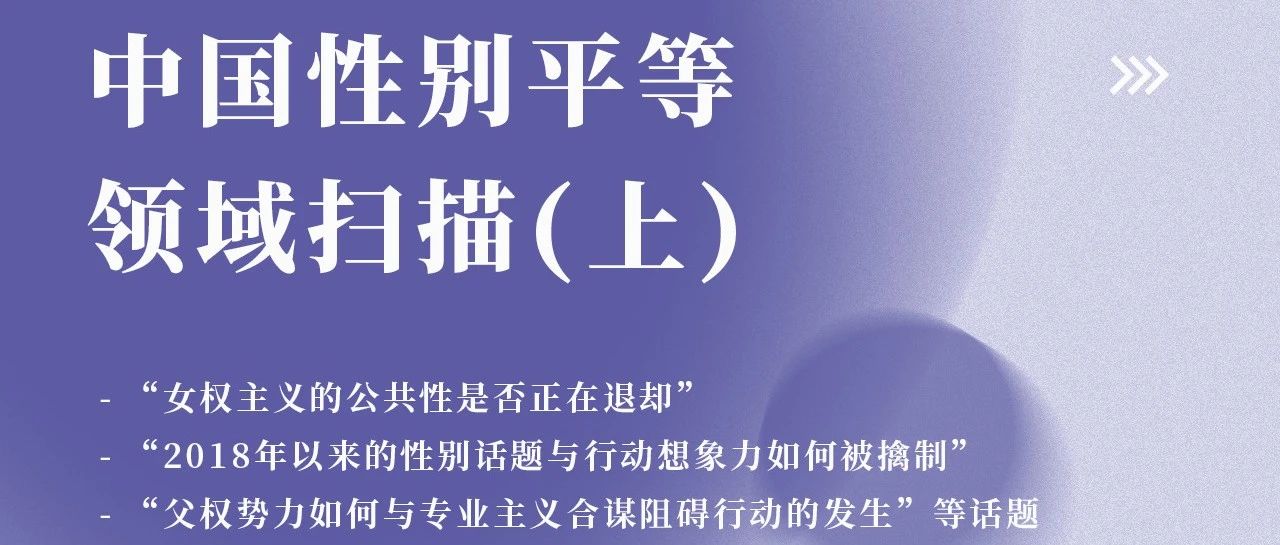 中国性别平等
领域扫描(上)
- “女权主义的公共性是否正在退却”
- “2018年以来的性别话题与行动想象力如何被擒制”
- “父权势力如何与专业主义合谋阻碍行动的发生”等话题